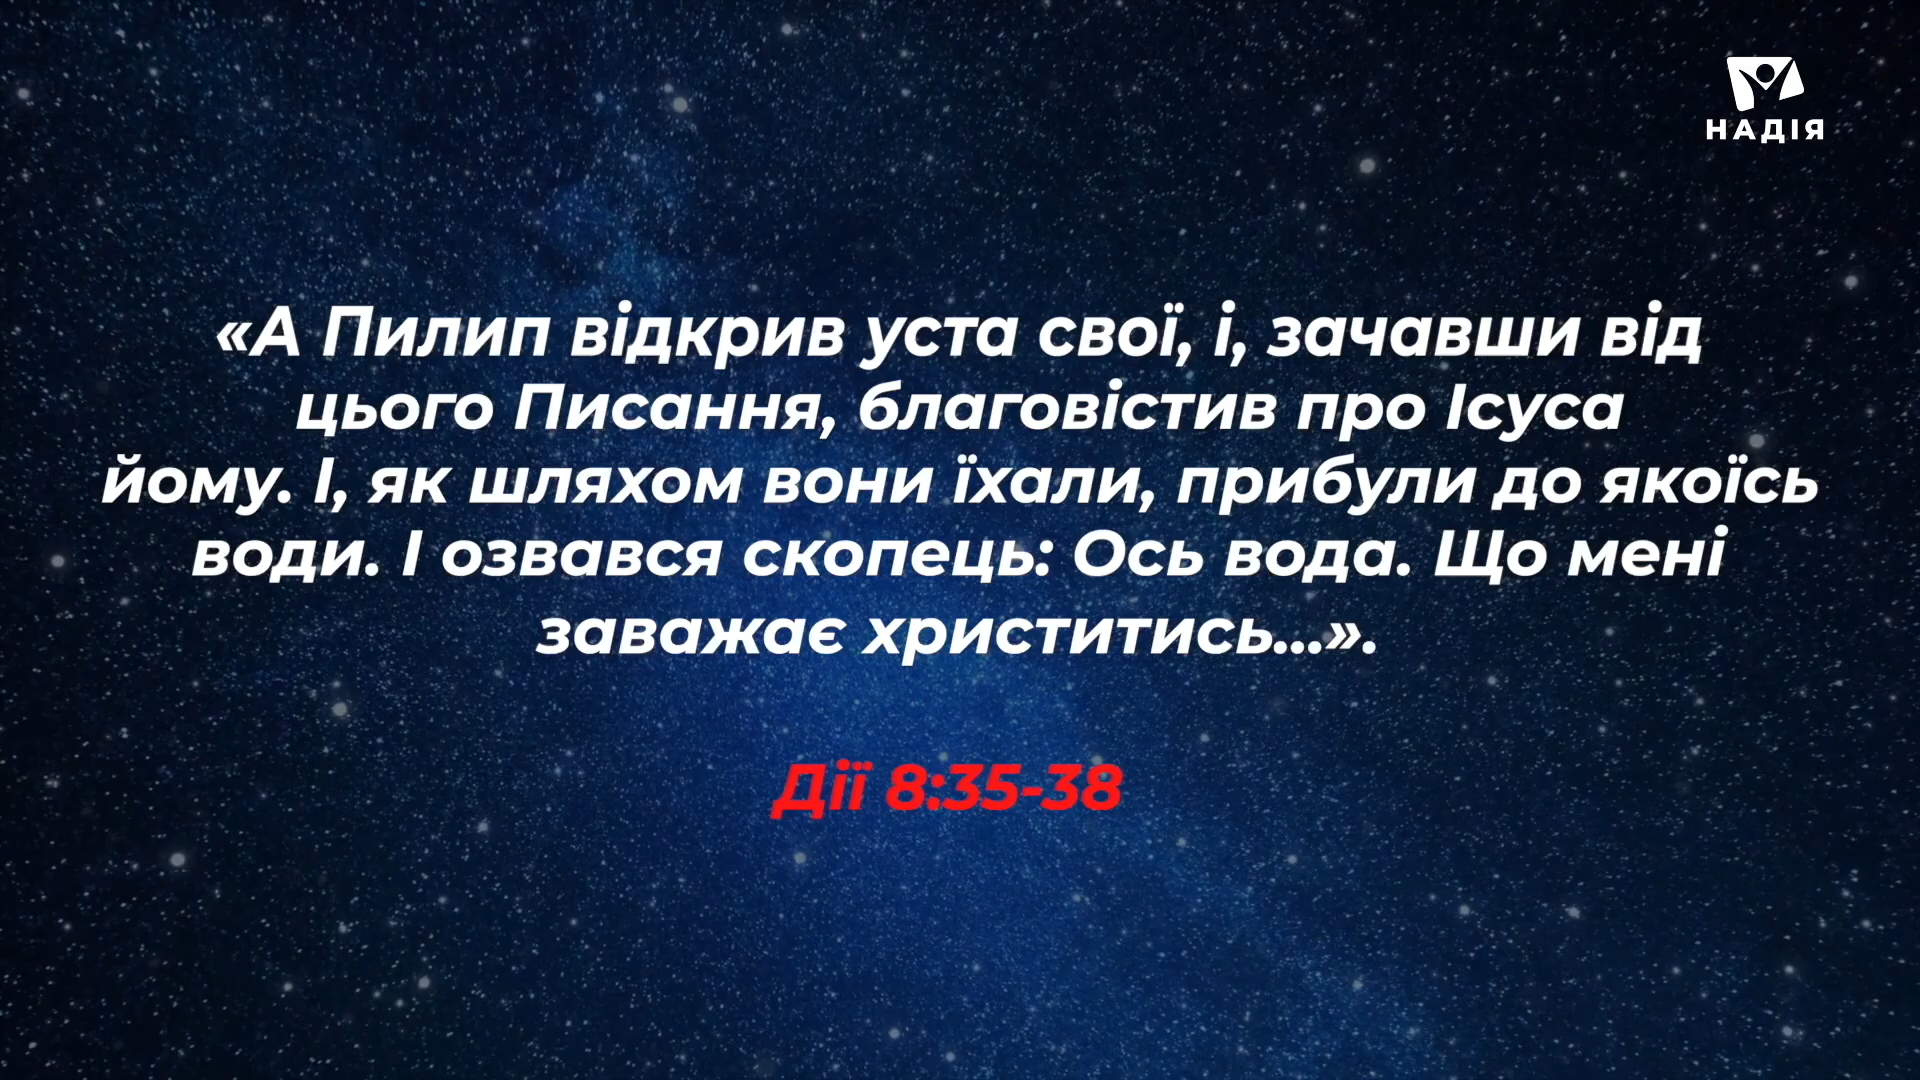 НАДІЯ
«А Пилип відкрив уста свої, і, зачавши від
цього Писання, благовістив про Ісуса
йому. І, як шляхом вони їхали, прибули до якоїсь
води. І озвався скопець: Ось вода. Що мені
заважає христитись...».
Дії 8:35-38